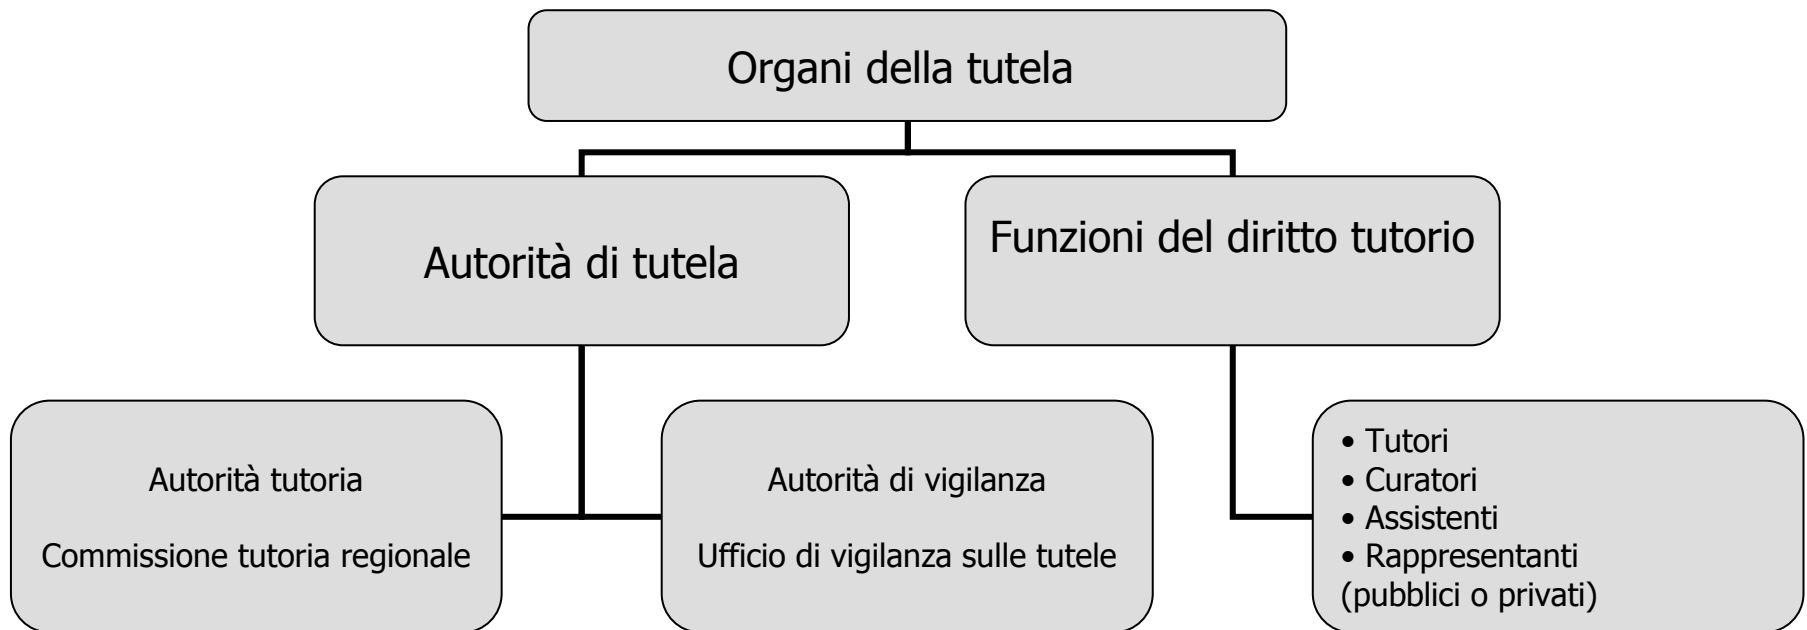 Organi della tutela
Autorità di tutela
Funzioni del diritto tutorio
Autorità tutoria
Commissione tutoria regionale
Autorità di vigilanza
Ufficio di vigilanza sulle tutele
• Tutori
• Curatori
• Assistenti
• Rappresentanti
(pubblici o privati)